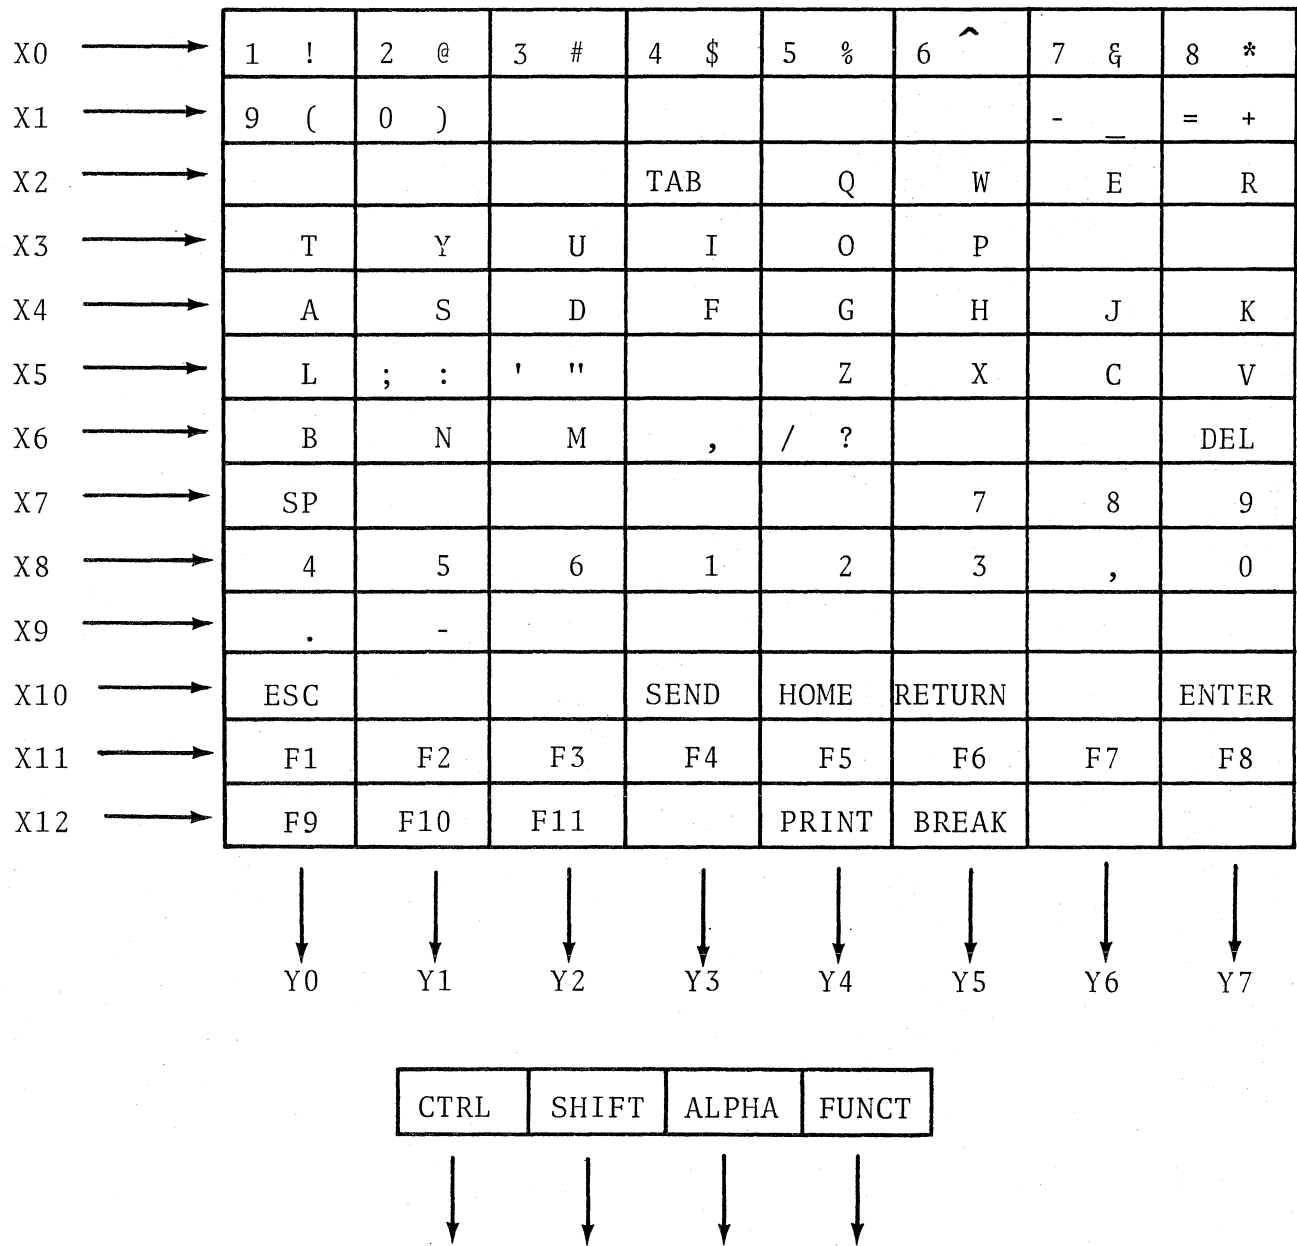 X0 1 ! 2 @ 3 # 4 $ 5 % 6 ^ 7 & 8 *
X1 9 ( 0 ) - _ = +
X2 TAB Q W E R
X3 T Y U I O P
X4 A S D F G H J K
X5 L ; : ' " Z X C V
X6 B N M , / ? DEL
X7 SP 7 8 9
X8 4 5 6 1 2 3 , 0
X9 . -
X10 ESC SEND HOME RETURN ENTER
X11 F1 F2 F3 F4 F5 F6 F7 F8
X12 F9 F10 F11 PRINT BREAK
Y0 Y1 Y2 Y3 Y4 Y5 Y6 Y7
CTRL SHIFT ALPHA FUNCT